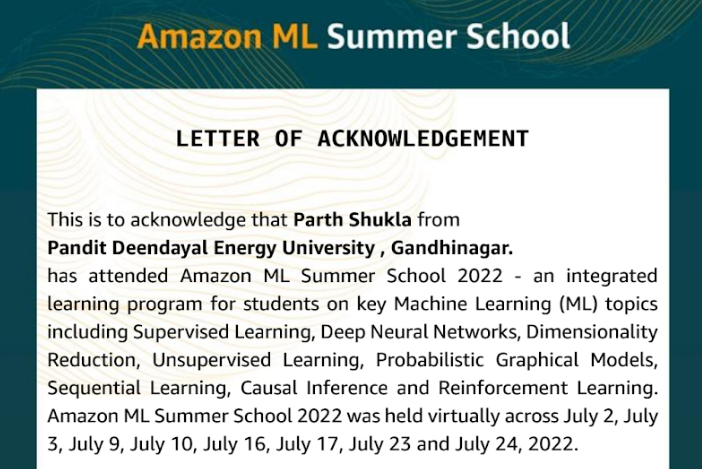 Amazon ML Summer School
LETTER OF ACKNOWLEDGEMENT
This is to acknowledge that Parth Shukla from
Pandit Deendayal Energy University , Gandhinagar.
has attended Amazon ML Summer School 2022 - an integrated
learning program for students on key Machine Learning (ML) topics
including Supervised Learning, Deep Neural Networks, Dimensionality
Reduction, Unsupervised Learning, Probabilistic Graphical Models,
Sequential Learning, Causal Inference and Reinforcement Learning.
Amazon ML Summer School 2022 was held virtually across July 2, July
3, July 9, July 10, July 16, July 17, July 23 and July 24, 2022.